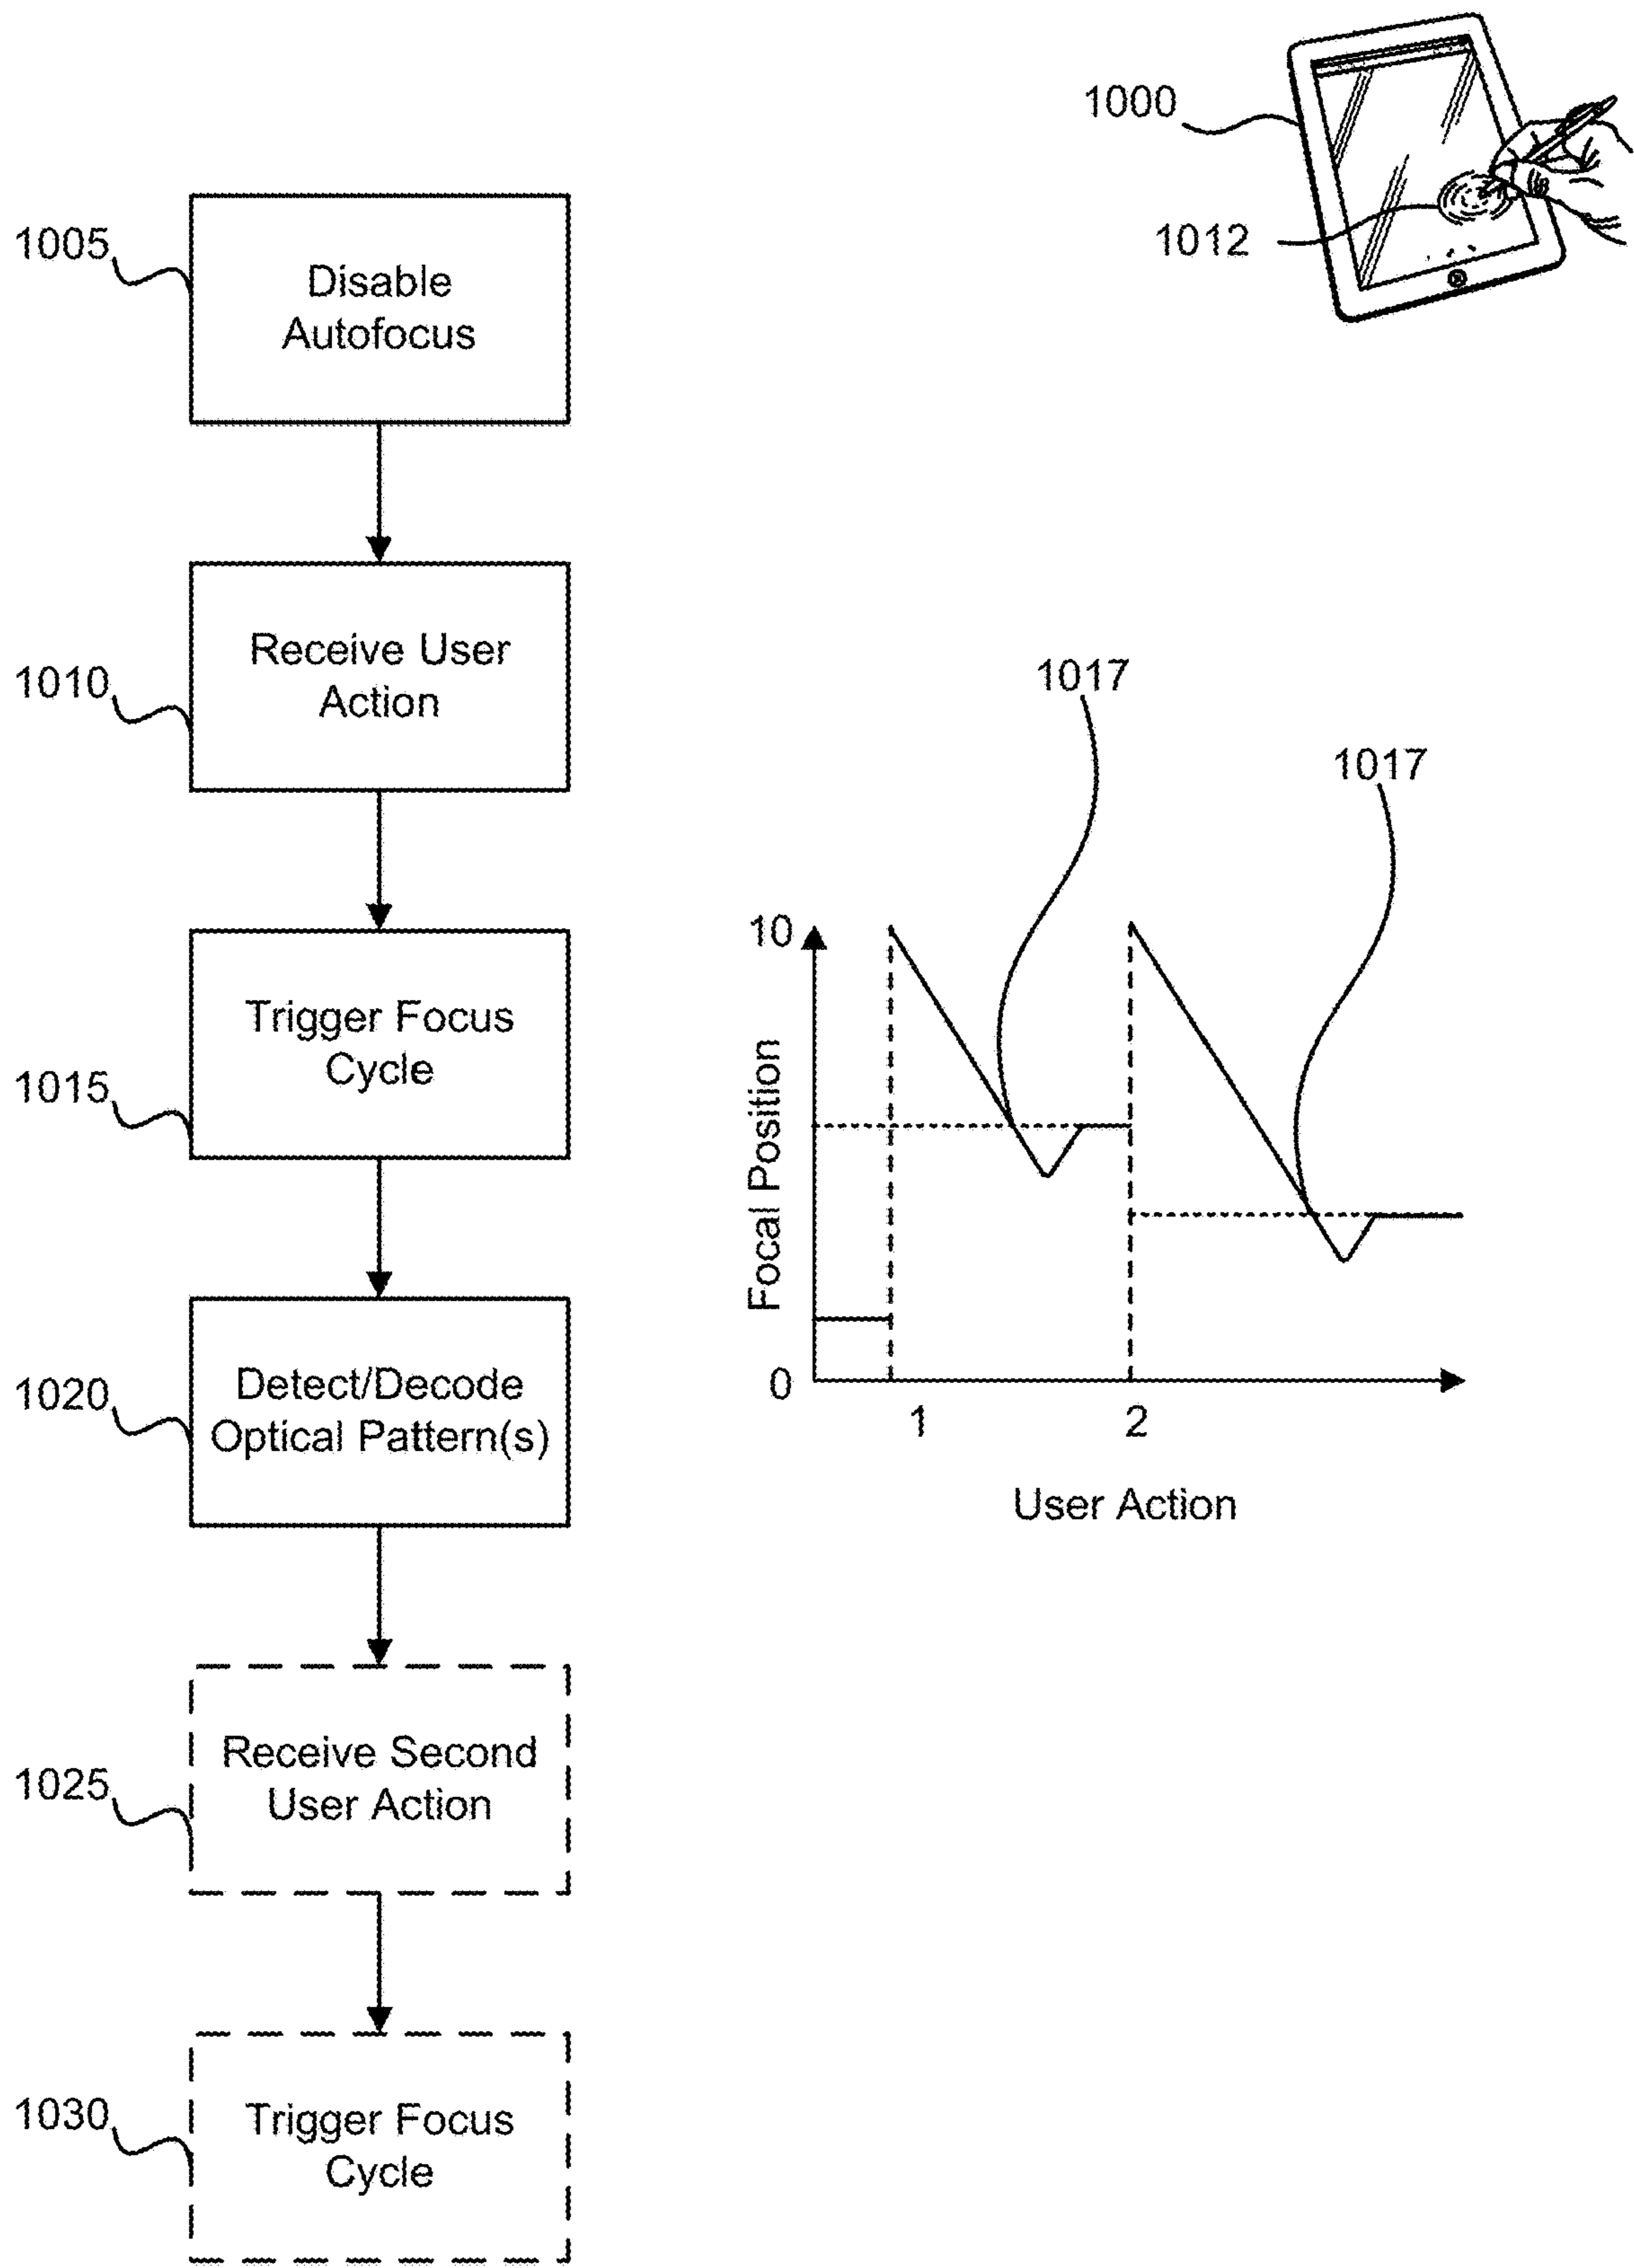 1000
1012
1005
Disable
Autofocus
1010
Receive User
Action
1015
Trigger Focus
Cycle
1020
Detect/Decode
Optical Pattern(s)
1025
Receive Second
User Action
1030
Trigger Focus
Cycle
1017
1017
10
Focal Position
0
1
2
User Action